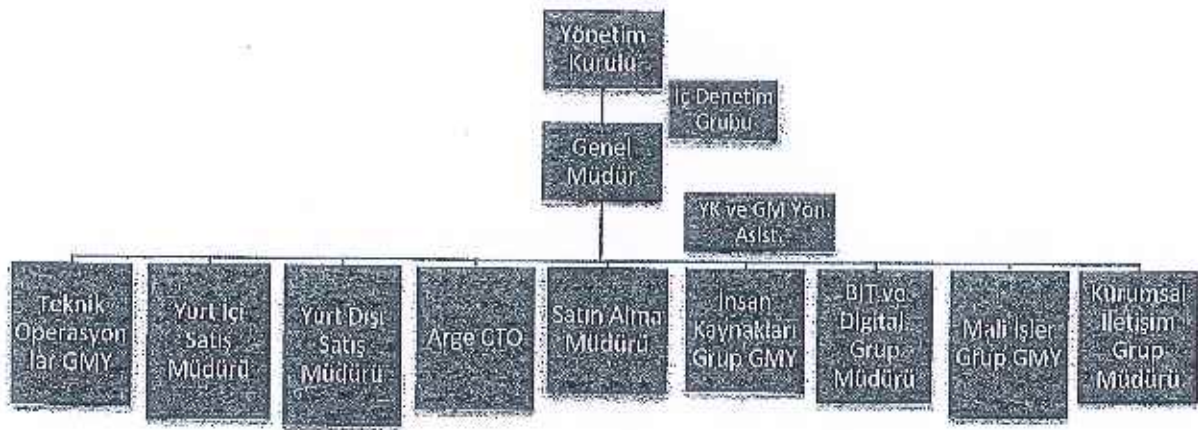 Yönetim
Kurulu
İç Denetim
Grubu
Genel
Müdür
YK ve GM Yön.
Asist.
Teknik
Operasyon
lar GMY
Yurt İçi
Satış
Müdürü
Yurt Dışı
Satış
Müdürü
Arge CTO
Satın Alma
Müdürü
İnsan
Kaynakları
Grup GMY
BİT ve
Digital
Grup
Müdürü
Mali İşler
Grup GMY
Kurumsal
İletişim
Grup
Müdürü